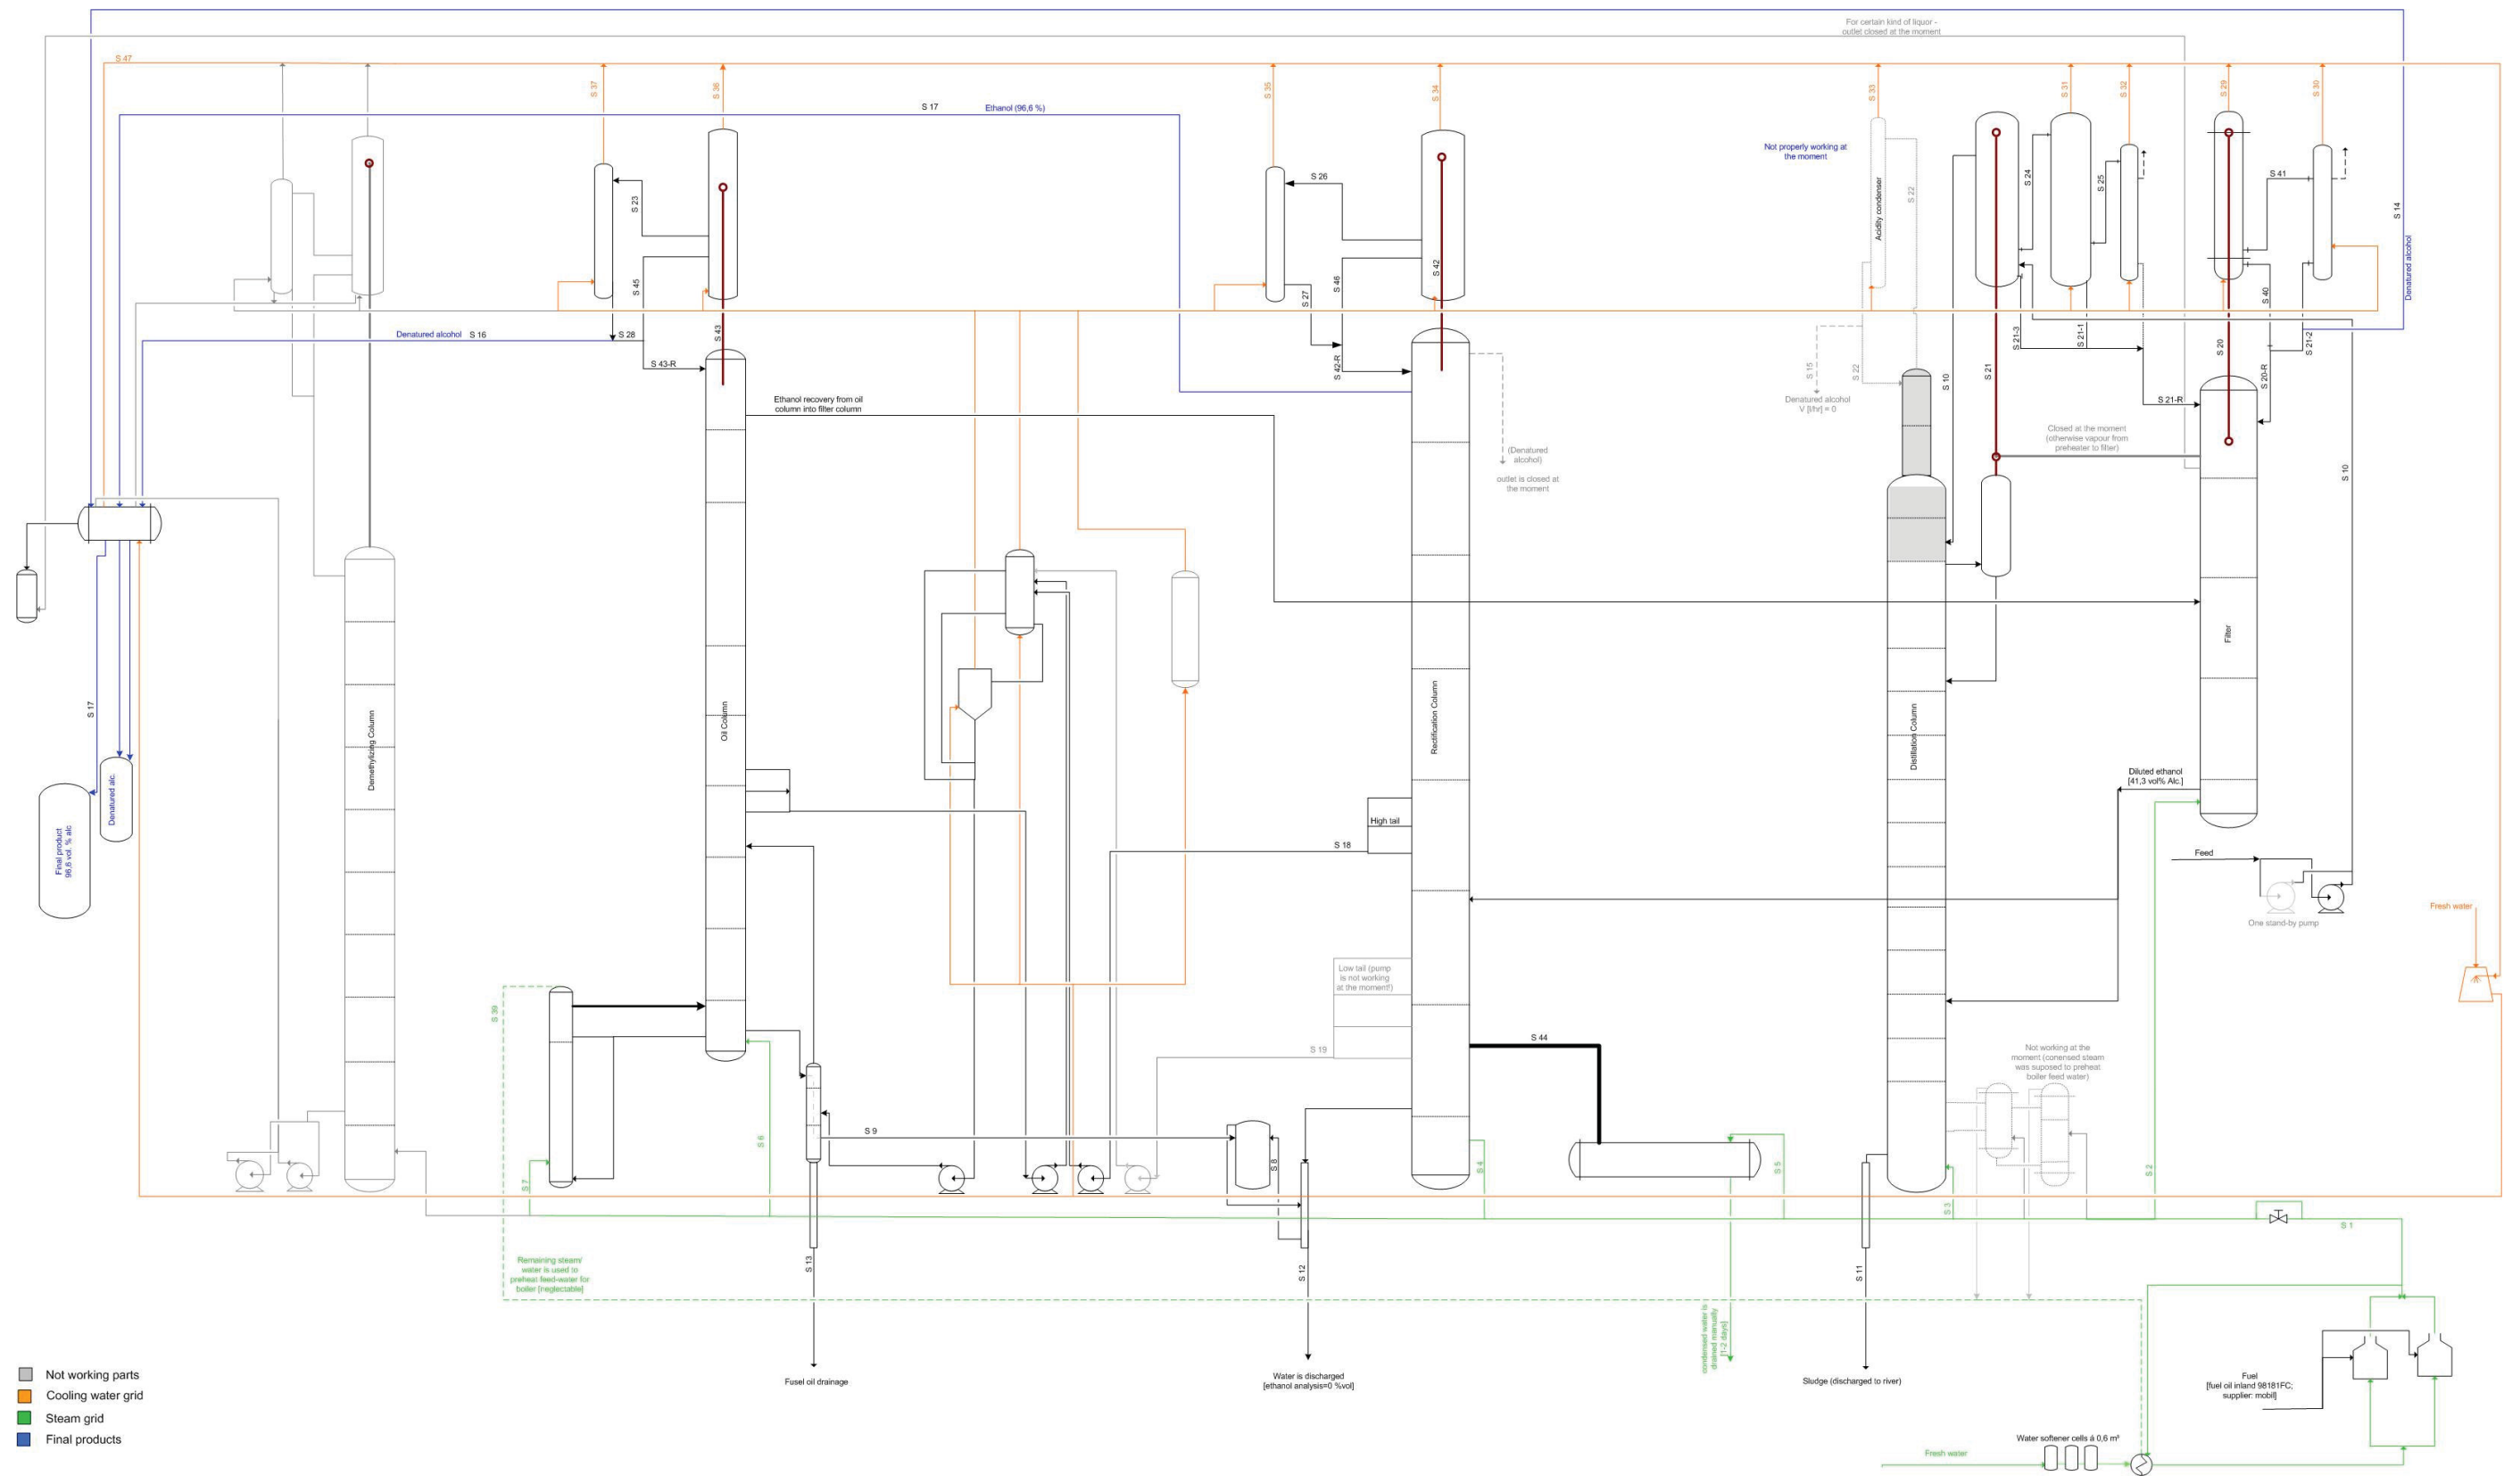 For certain kind of liquor -
outlet closed at the moment
S 47
S 37
S 36
S 35
S 34
S 33
S 31
S 32
S 29
S 30
S 17
Ethanol (96,6 %)
Not properly working at
the moment
Acidity condenser
S 22
S 24
S 25
S 41
S 14
Denatured alcohol
S 26
S 23
S 45
S 42
S 46
S 27
S 40
S 43
Denatured alcohol
S 16
S 28
S 43-R
S 42-R
S 15
S 22
S 10
S 21
S 21-3
S 21-1
S 20
S 20-R
S 21-2
S 21-R
Ethanol recovery from oil
column into filter column
Denatured alcohol
V [l/hr] = 0
Closed at the moment
(otherwise vapour from
preheater to filter)
(Denatured
alcohol)
outlet is closed at
the moment
S 10
S 17
Demethylizing Column
Oil Column
Rectification Column
Distillation Column
Filter
Denatured alc.
Final product
96,6 vol. % alc
Diluted ethanol
[41,3 vol% Alc.]
High tail
S 18
Feed
One stand-by pump
Fresh water
Low tail (pump
is not working
at the moment!)
S 39
S 19
S 44
Not working at the
moment (conensed steam
was suposed to preheat
boiler feed water)
S 9
S 7
S 6
S 8
S 4
S 5
S 3
S 2
S 1
Remaining steam/
water is used to
preheat feed-water for
boiler [neglectable]
S 13
S 12
S 11
condensed water is
drained manually
[1-2 days]
Fusel oil drainage
Water is discharged
[ethanol analysis=0 %vol]
Sludge (discharged to river)
Fuel
[fuel oil inland 98181FC;
supplier: mobil]
Not working parts
Cooling water grid
Steam grid
Final products
Water softener cells á 0,6 m³
Fresh water